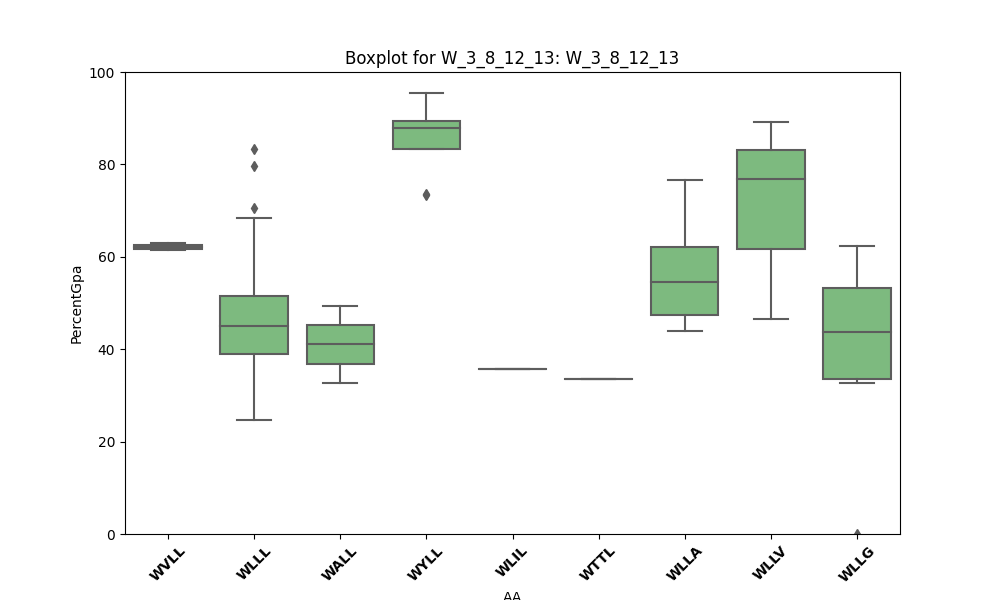 Boxplot for W_3_8_12_13: W_3_8_12_13
100
80
60
40
20
0
PercentGpa
WVLL
WLLL
WALL
WYLL
WLIL
WTTL
WLLA
WLLV
WLLG
AA